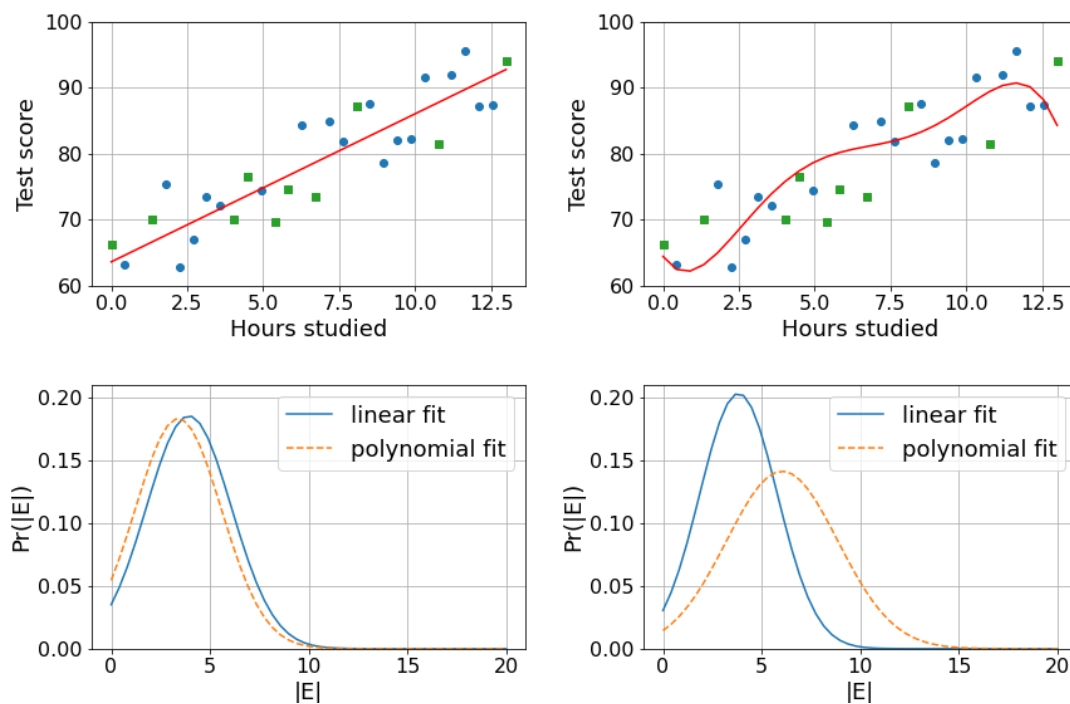 100
90
80
70
60
Test score
0.0 2.5 5.0 7.5 10.0 12.5
Hours studied
100
90
80
70
60
Test score
0.0 2.5 5.0 7.5 10.0 12.5
Hours studied
0.20
0.15
0.10
0.05
0.00
Pr(|E|)
linear fit
polynomial fit
0 5 10 15 20
|E|
0.20
0.15
0.10
0.05
0.00
Pr(|E|)
linear fit
polynomial fit
0 5 10 15 20
|E|